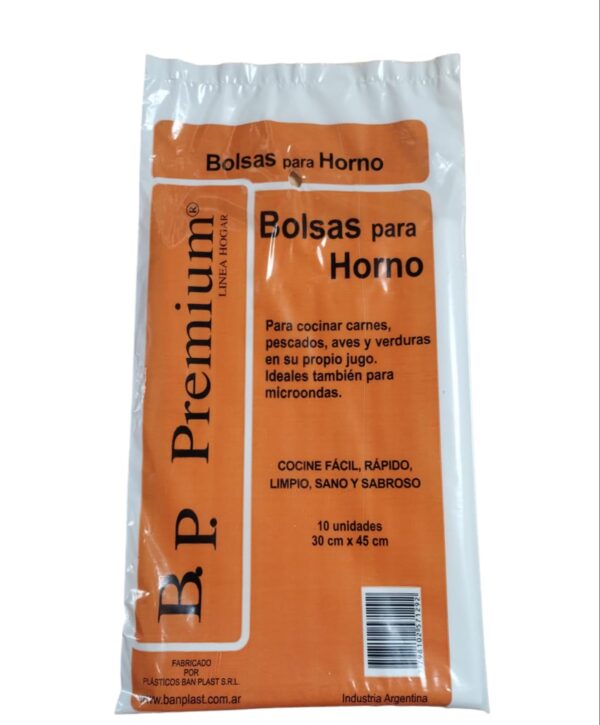 Bolsas para Horno
B.P. Premium®
LINEA HOGAR
Bolsas para
Horno
Para cocinar carnes,
pescados, aves y verduras
en su propio jugo.
Ideales también para
microondas.
COCINE FÁCIL, RÁPIDO,
LIMPIO, SANO Y SABROSO
10 unidades
30 cm x 45 cm
FABRICADO
POR
PLÁSTICOS BAN PLAST S.R.L.
www.banplast.com.ar
Industria Argentina